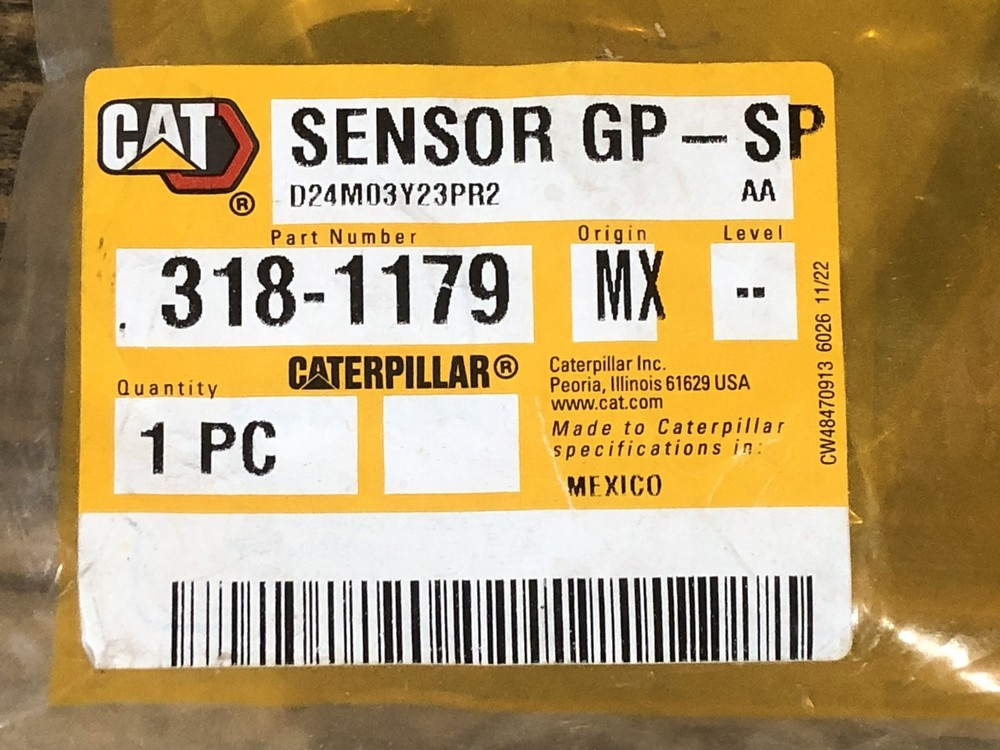 CAT ®
SENSOR GP-SP
D24M03Y23PR2 AA
Part Number Origin Level
318-1179 MX --
CATERPILLAR®
Quantity
1 PC
Caterpillar Inc.
Peoria, Illinois 61629 USA
www.cat.com
Made to Caterpillar
specifications in:
MEXICO
CW48470913 6026 11/22